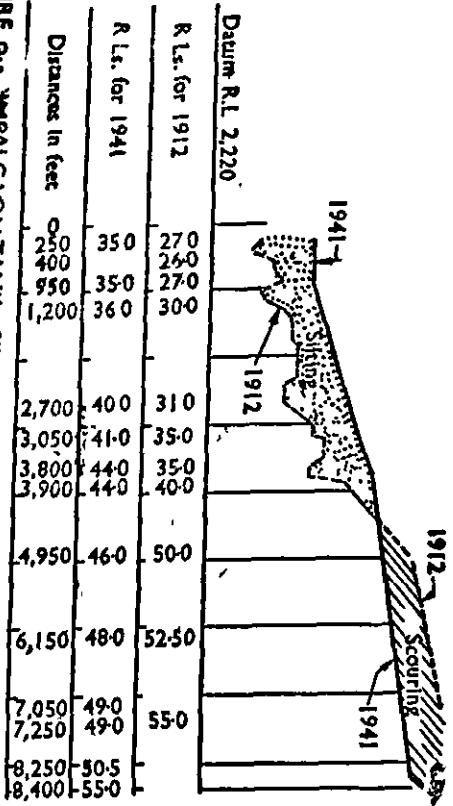 1941
1912
Silting
1912
Scouring
1941
Datum R.L 2,220
R Ls. for 1912
R Ls. for 1941
Distances in feet
0
250 35 0 27 0
400 26·0
950 35·0 27·0
1,200 36 0 30·0
2,700 40 0 31 0
3,050 41·0 35·0
3,800 44·0 35·0
3,900 44·0 40·0
4,950 46·0 50·0
6,150 48·0 52·50
7,050 49·0
7,250 49·0 55·0
8,250 50·5
8,400 55·0